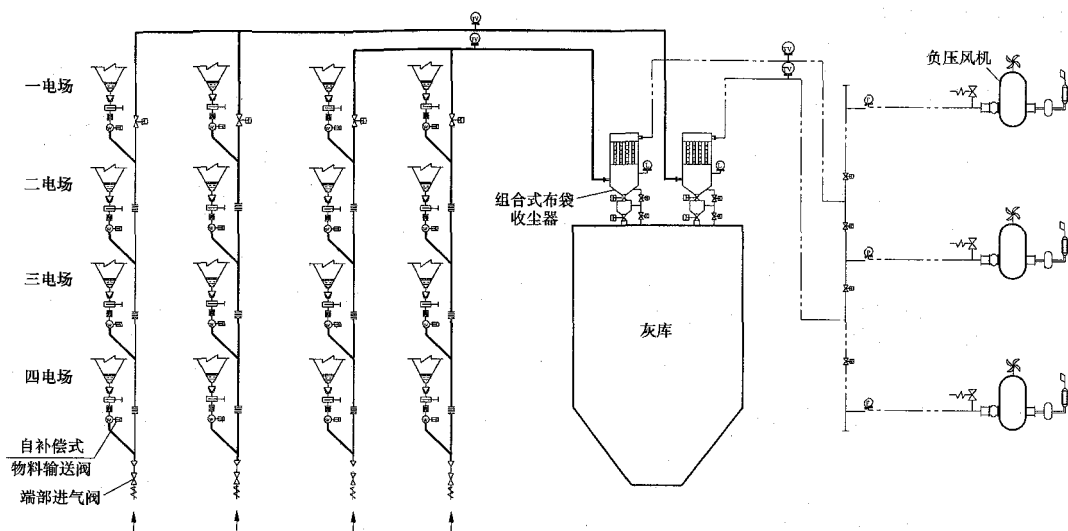 一电场
二电场
三电场
四电场
自补偿式
物料输送阀
端部进气阀
组合式布袋
收尘器
灰库
负压风机